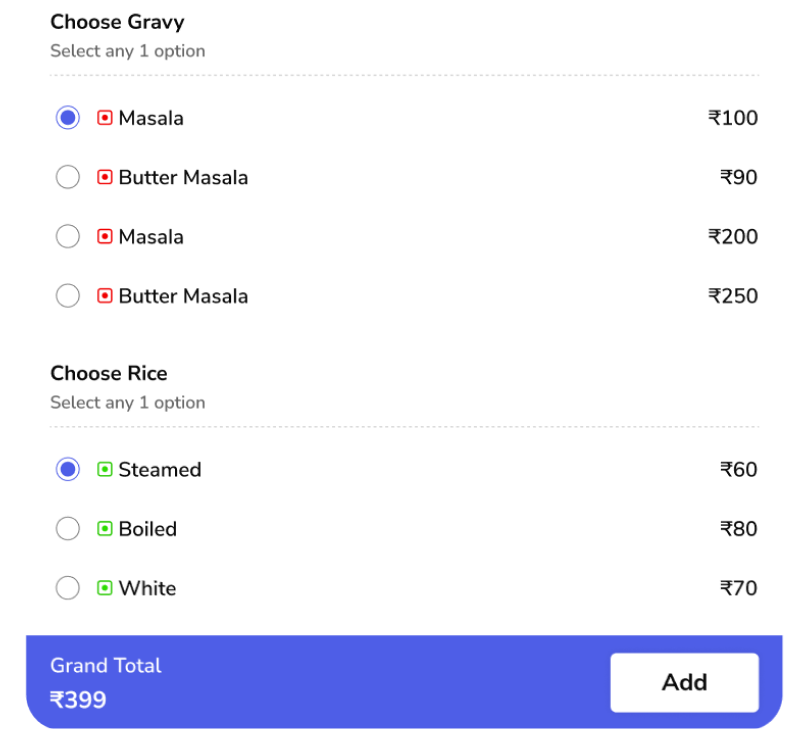 Choose Gravy
Select any 1 option
Masala ₹100
Butter Masala ₹90
Masala ₹200
Butter Masala ₹250
Choose Rice
Select any 1 option
Steamed ₹60
Boiled ₹80
White ₹70
Grand Total
₹399
Add